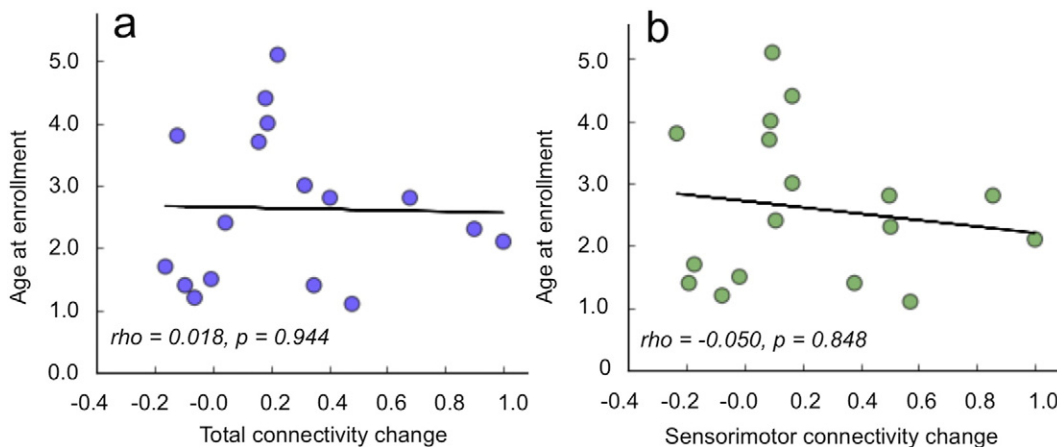 a
Age at enrollment
5.0
4.0
3.0
2.0
1.0
0.0
rho = 0.018, p = 0.944
-0.4 -0.2 -0.0 0.2 0.4 0.6 0.8 1.0
Total connectivity change
b
Age at enrollment
5.0
4.0
3.0
2.0
1.0
0
rho = -0.050, p = 0.848
-0.4 -0.2 -0.0 0.2 0.4 0.6 0.8 1.0
Sensorimotor connectivity change